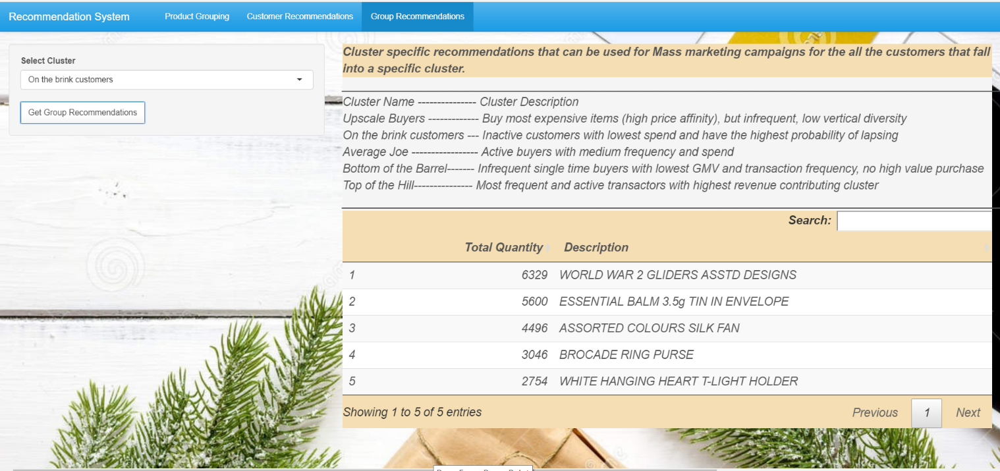 Recommendation System Product Grouping Customer Recommendations Group Recommendations
Select Cluster
On the brink customers
Get Group Recommendations
Cluster specific recommendations that can be used for Mass marketing campaigns for the all the customers that fall
into a specific cluster.
Cluster Name --------------- Cluster Description
Upscale Buyers ------------- Buy most expensive items (high price affinity), but infrequent, low vertical diversity
On the brink customers --- Inactive customers with lowest spend and have the highest probability of lapsing
Average Joe ----------------- Active buyers with medium frequency and spend
Bottom of the Barrel------- Infrequent single time buyers with lowest GMV and transaction frequency, no high value purchase
Top of the Hill--------------- Most frequent and active transactors with highest revenue contributing cluster
Search:
Total Quantity Description
1 6329 WORLD WAR 2 GLIDERS ASSTD DESIGNS
2 5600 ESSENTIAL BALM 3.5g TIN IN ENVELOPE
3 4496 ASSORTED COLOURS SILK FAN
4 3046 BROCADE RING PURSE
5 2754 WHITE HANGING HEART T-LIGHT HOLDER
Showing 1 to 5 of 5 entries Previous 1 Next